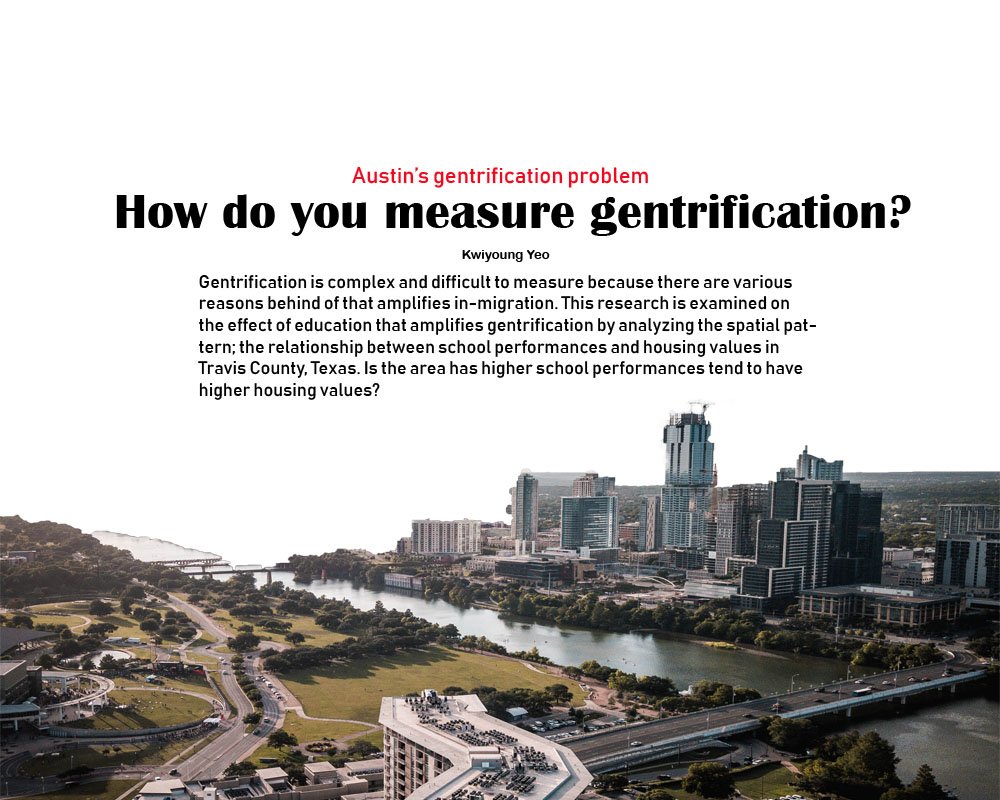 Austin's gentrification problem
How do you measure gentrification?
Kwiyoung Yeo
Gentrification is complex and difficult to measure because there are various
reasons behind of that amplifies in-migration. This research is examined on
the effect of education that amplifies gentrification by analyzing the spatial pat-
tern; the relationship between school performances and housing values in
Travis County, Texas. Is the area has higher school performances tend to have
higher housing values?